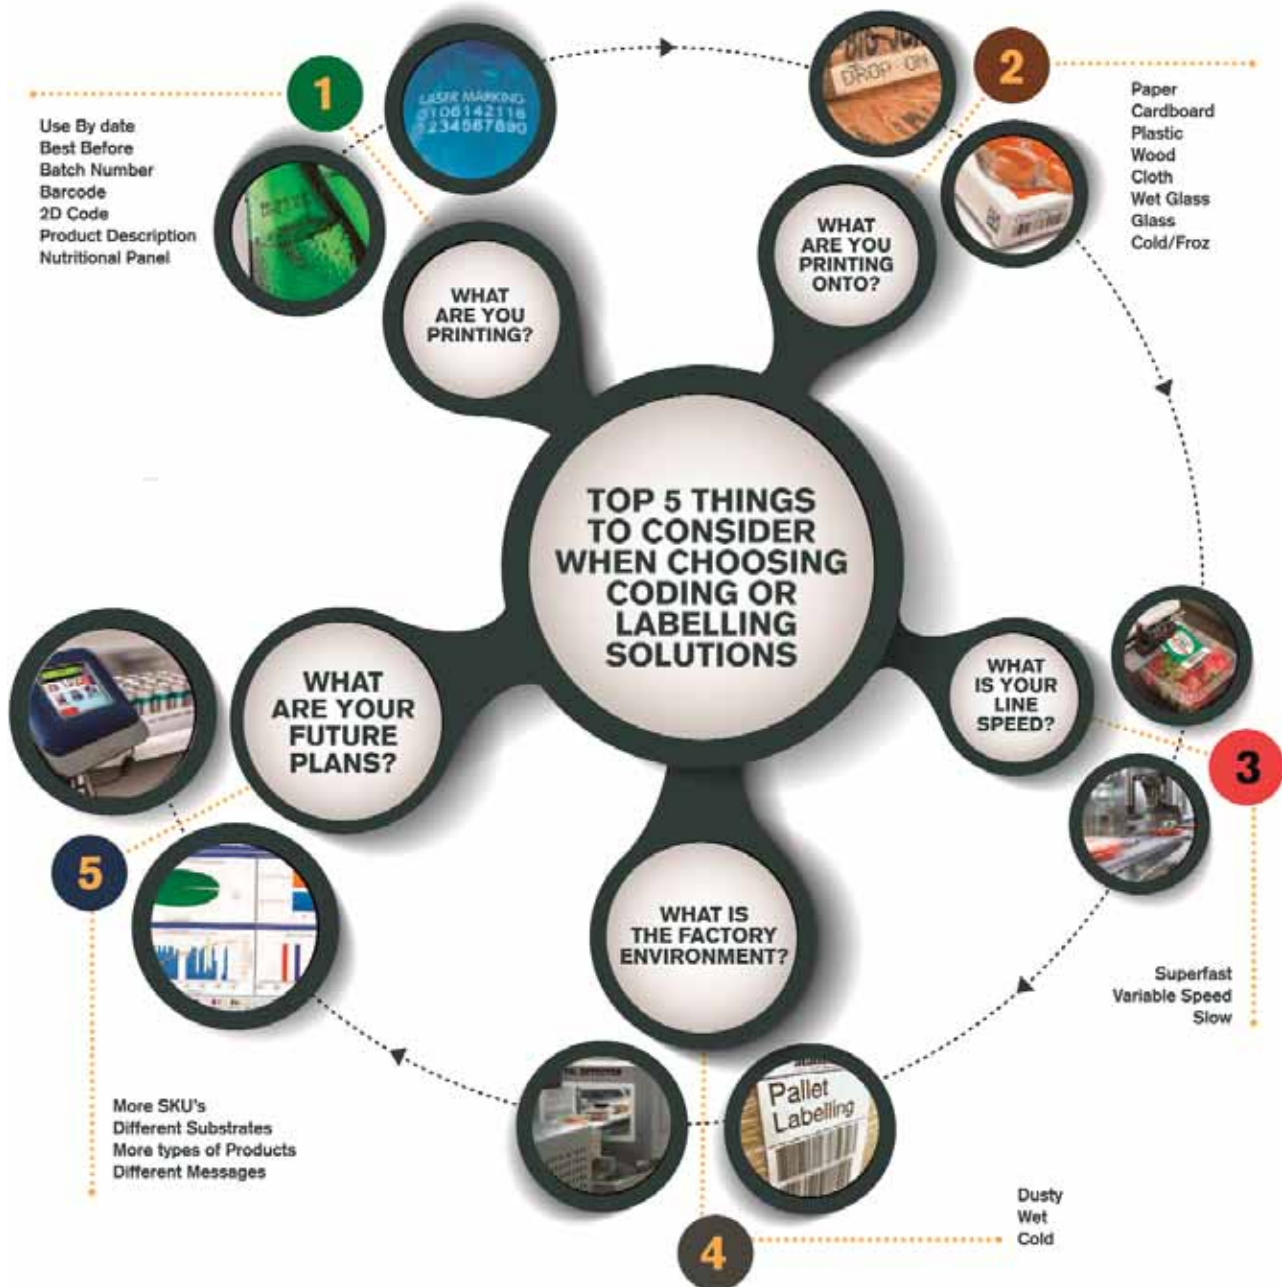 1
Use By date
Best Before
Batch Number
Barcode
2D Code
Product Description
Nutritional Panel
LASER MARKING
WHAT
ARE YOU
PRINTING?
2
Paper
Cardboard
Plastic
Wood
Cloth
Wet Glass
Glass
Cold/Froz
DROP ON
WHAT
ARE YOU
PRINTING
ONTO?
TOP 5 THINGS
TO CONSIDER
WHEN CHOOSING
CODING OR
LABELLING
SOLUTIONS
WHAT
IS YOUR
LINE
SPEED?
3
Superfast
Variable Speed
Slow
WHAT IS
THE FACTORY
ENVIRONMENT?
Pallet
Labelling
4
Dusty
Wet
Cold
WHAT
ARE YOUR
FUTURE
PLANS?
5
More SKU's
Different Substrates
More types of Products
Different Messages